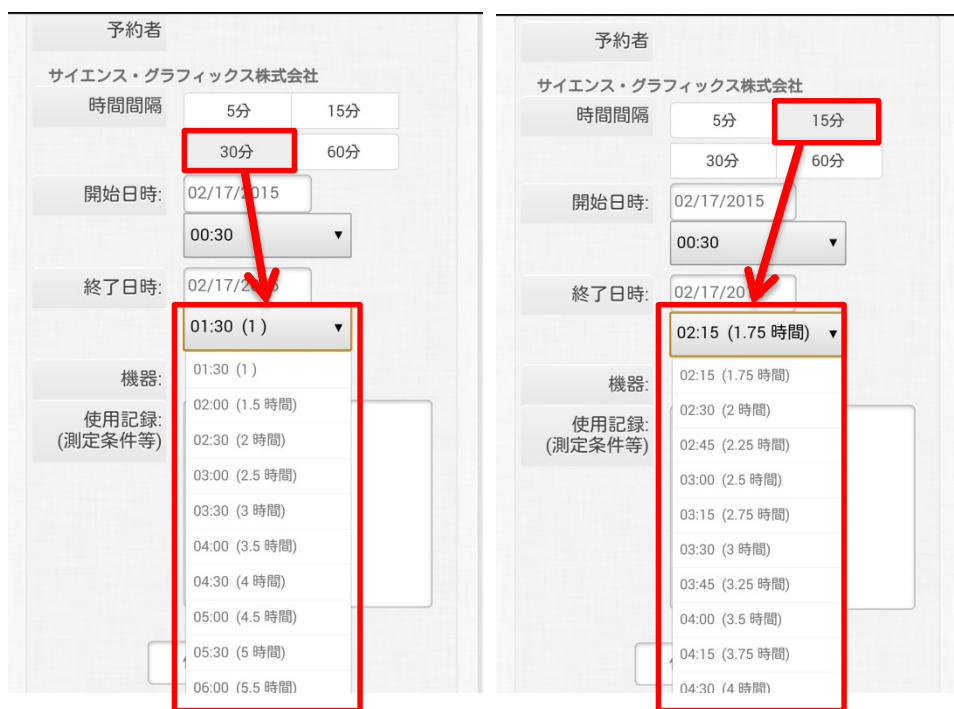 予約者
サイエンス・グラフィックス株式会社
時間間隔
5分 15分
30分 60分
開始日時: 02/17/2015
00:30 ▼
終了日時: 02/17/2015
01:30 (1 ) ▼
01:30 (1 )
機器:
02:00 (1.5 時間)
使用記録:
(測定条件等)
02:30 (2 時間)
03:00 (2.5 時間)
03:30 (3 時間)
04:00 (3.5 時間)
04:30 (4 時間)
05:00 (4.5 時間)
05:30 (5 時間)
06:00 (5.5 時間)
予約者
サイエンス・グラフィックス株式会社
時間間隔
5分 15分
30分 60分
開始日時: 02/17/2015
00:30 ▼
終了日時: 02/17/20
02:15 (1.75 時間) ▼
02:15 (1.75 時間)
機器:
02:30 (2 時間)
使用記録:
(測定条件等)
02:45 (2.25 時間)
03:00 (2.5 時間)
03:15 (2.75 時間)
03:30 (3 時間)
03:45 (3.25 時間)
04:00 (3.5 時間)
04:15 (3.75 時間)
04:30 (4 時間)